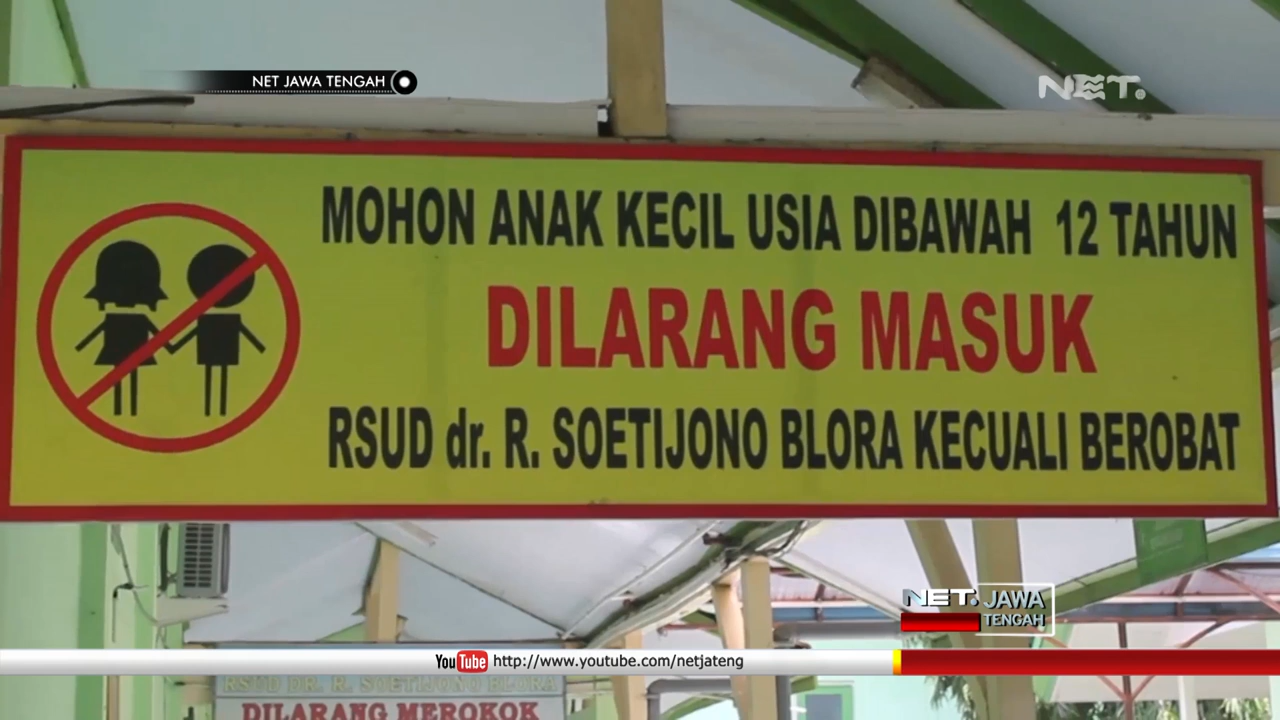 NET JAWA TENGAH
NET.
MOHON ANAK KECIL USIA DIBAWAH 12 TAHUN
DILARANG MASUK
RSUD dr. R. SOETIJONO BLORA KECUALI BEROBAT
NET. JAWA
TENGAH
YouTube http://www.youtube.com/netjateng
RSUD DR. R. SOETIJONO BLORA
DILARANG MEROKOK